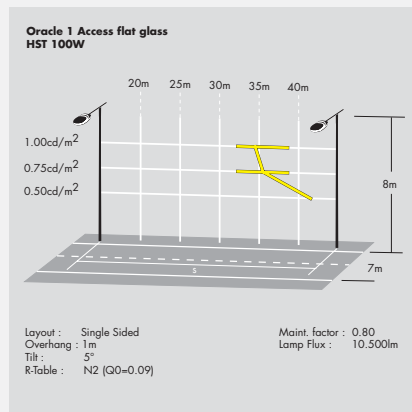 Oracle 1 Access flat glass
HST 100W
20m 25m 30m 35m 40m
1.00cd/m2
0.75cd/m2
0.50cd/m2
8m
7m
s
Layout : Single Sided
Overhang : 1m
Tilt : 5°
R-Table : N2 (Q0=0.09)
Maint. factor : 0.80
Lamp Flux : 10.500lm